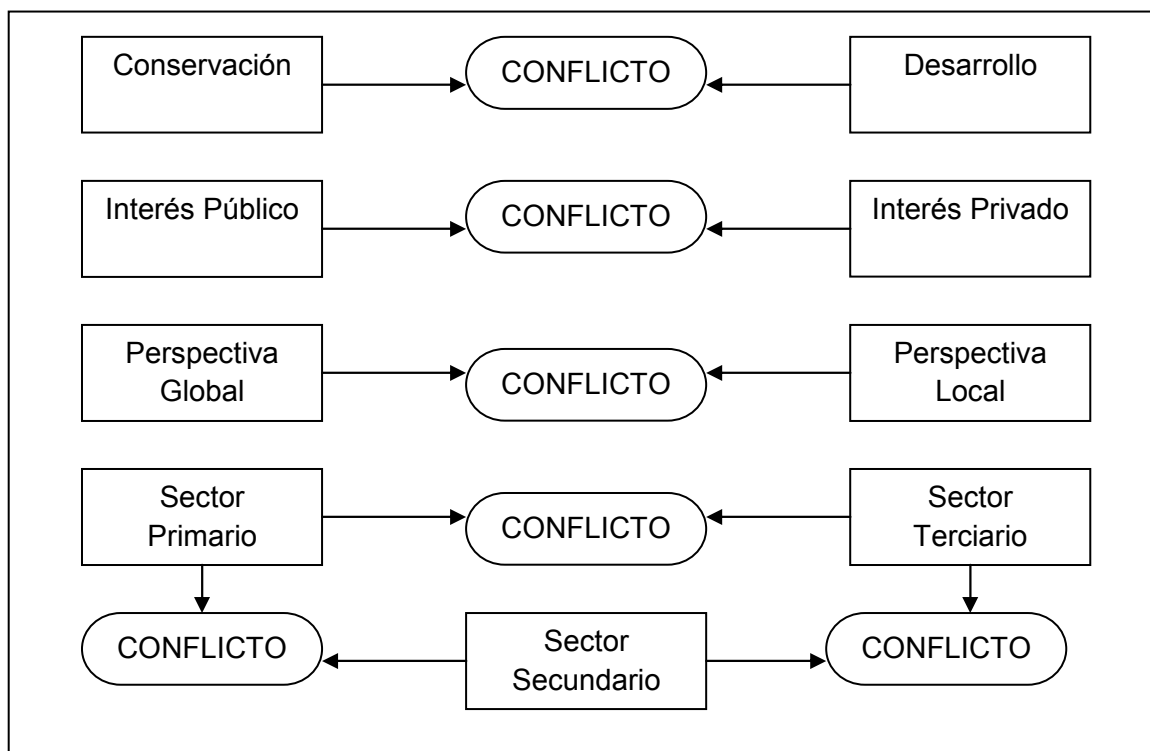 Conservación
CONFLICTO
Desarrollo
Interés Público
CONFLICTO
Interés Privado
Perspectiva
Global
CONFLICTO
Perspectiva
Local
Sector
Primario
CONFLICTO
Sector
Terciario
CONFLICTO
Sector
Secundario
CONFLICTO